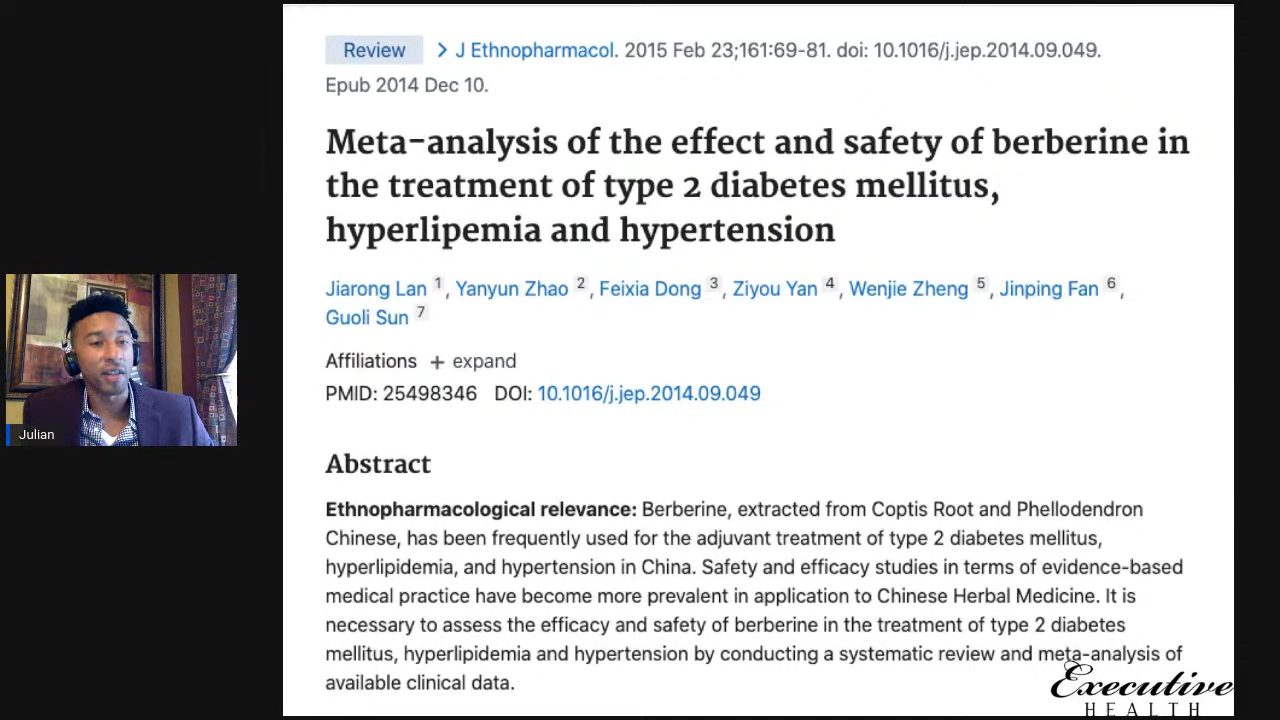 Review > J Ethnopharmacol. 2015 Feb 23;161:69-81. doi: 10.1016/j.jep.2014.09.049.
Epub 2014 Dec 10.
Meta-analysis of the effect and safety of berberine in
the treatment of type 2 diabetes mellitus,
hyperlipemia and hypertension
Jiarong Lan 1, Yanyun Zhao 2, Feixia Dong 3, Ziyou Yan 4, Wenjie Zheng 5, Jinping Fan 6,
Guoli Sun 7
Affiliations + expand
PMID: 25498346 DOI: 10.1016/j.jep.2014.09.049
Abstract
Ethnopharmacological relevance: Berberine, extracted from Coptis Root and Phellodendron
Chinese, has been frequently used for the adjuvant treatment of type 2 diabetes mellitus,
hyperlipidemia, and hypertension in China. Safety and efficacy studies in terms of evidence-based
medical practice have become more prevalent in application to Chinese Herbal Medicine. It is
necessary to assess the efficacy and safety of berberine in the treatment of type 2 diabetes
mellitus, hyperlipidemia and hypertension by conducting a systematic review and meta-analysis of
available clinical data.
Julian
Executive
HEALTH